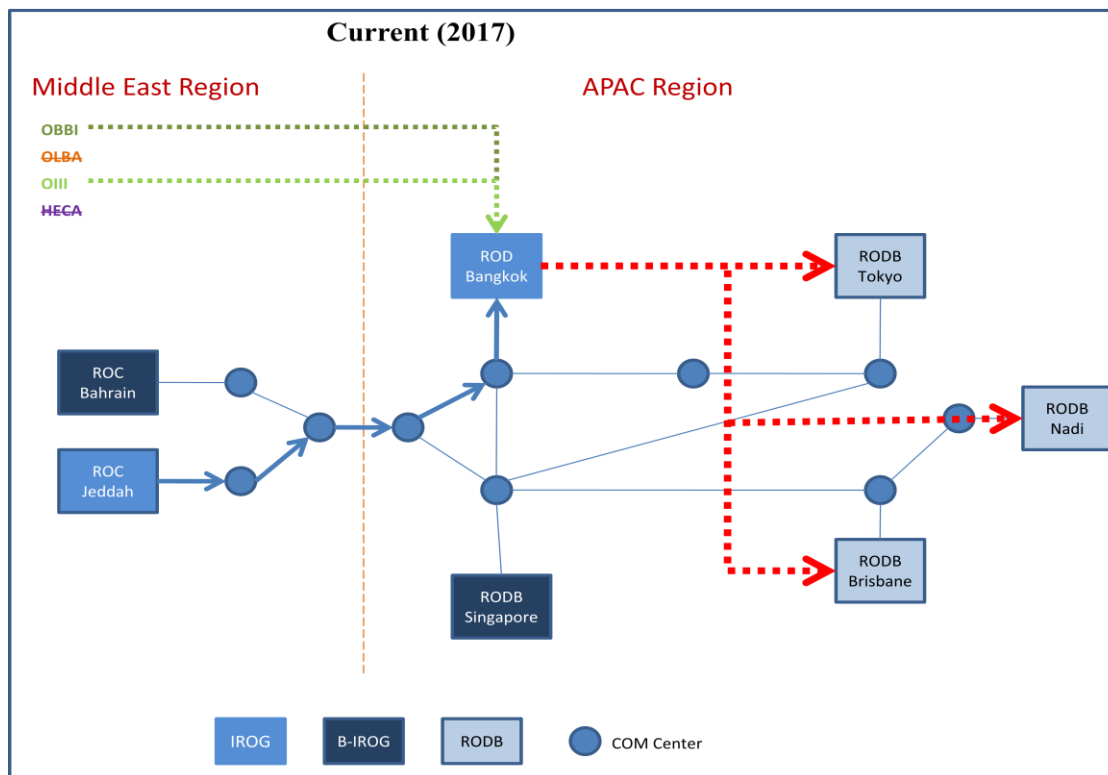 Current (2017)
Middle East Region
APAC Region
OBBI
OLBA
OIII
HECA
ROD
Bangkok
RODB
Tokyo
ROC
Bahrain
RODB
Nadi
ROC
Jeddah
RODB
Brisbane
RODB
Singapore
IROG
B-IROG
RODB
COM Center